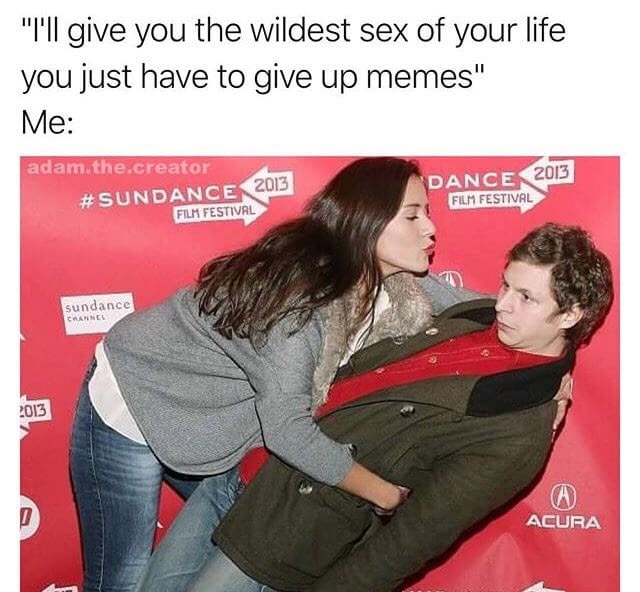 "I'll give you the wildest sex of your life
you just have to give up memes"
Me:
adam.the.creator
#SUNDANCE 2013
FILM FESTIVAL
DANCE 2013
FILM FESTIVAL
sundance
CHANNEL
2013
ACURA